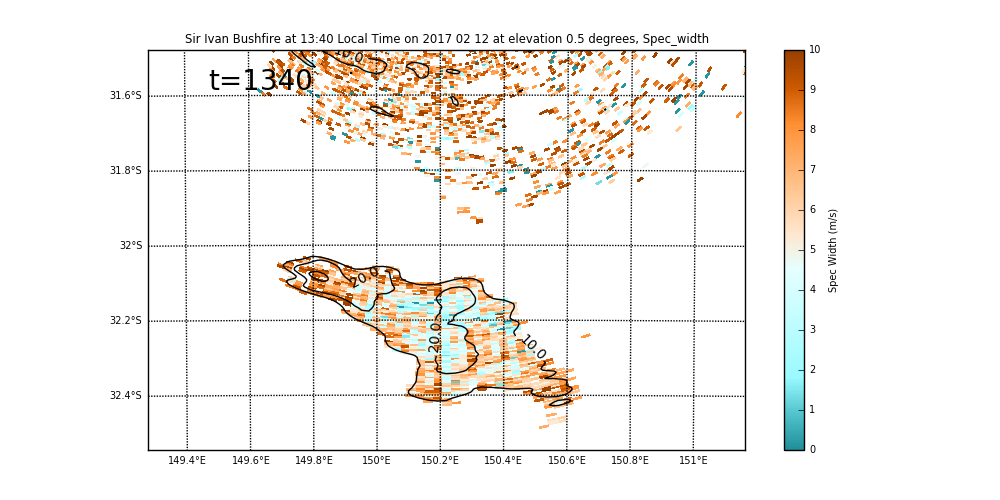 Sir Ivan Bushfire at 13:40 Local Time on 2017 02 12 at elevation 0.5 degrees, Spec_width
t=1340
10.0
31.6°S
31.8°S
32°S
32.2°S
32.4°S
20.0
10.0
149.4°E 149.6°E 149.8°E 150°E 150.2°E 150.4°E 150.6°E 150.8°E 151°E
10
9
8
7
6
5
4
3
2
1
0
Spec Width (m/s)